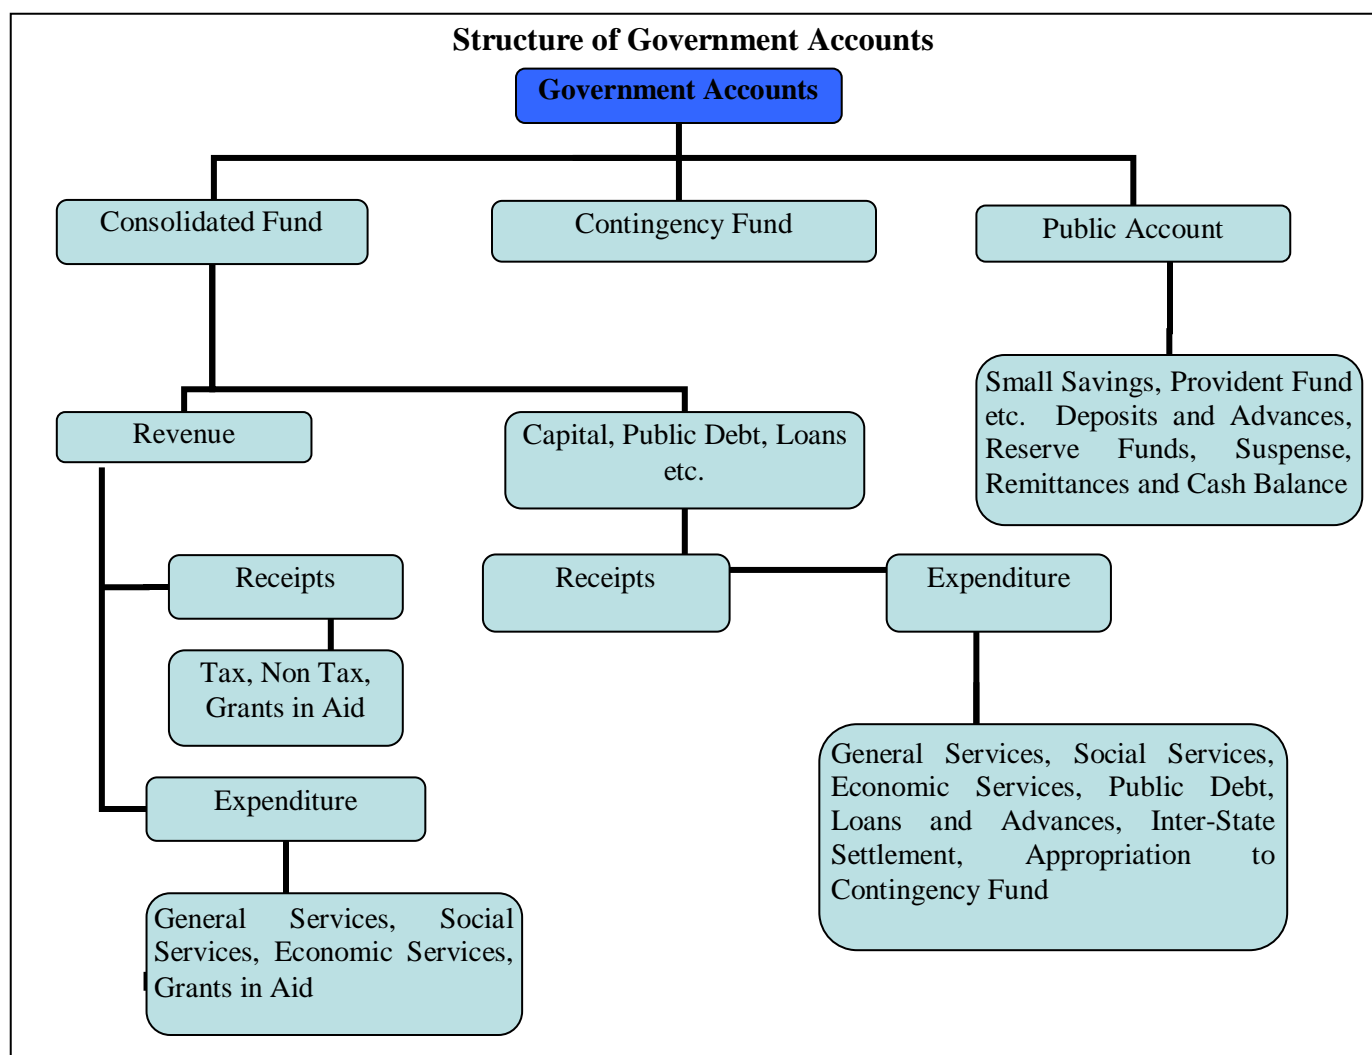 Structure of Government Accounts
Government Accounts
Consolidated Fund
Contingency Fund
Public Account
Small Savings, Provident Fund
etc. Deposits and Advances,
Reserve Funds, Suspense,
Remittances and Cash Balance
Revenue
Capital, Public Debt, Loans
etc.
Receipts
Receipts
Expenditure
Tax, Non Tax,
Grants in Aid
General Services, Social Services,
Economic Services, Public Debt,
Loans and Advances, Inter-State
Settlement, Appropriation to
Contingency Fund
Expenditure
General Services, Social
Services, Economic Services,
Grants in Aid